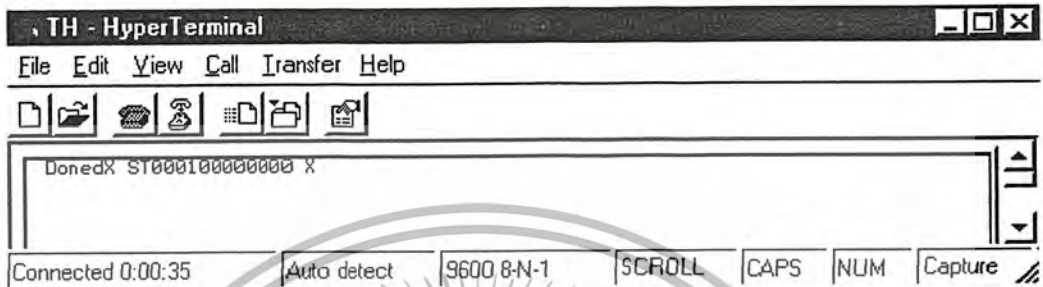 TH - HyperTerminal
File Edit View Call Transfer Help
DonedX ST000100000000 X
Connected 0:00:35 Auto detect 9600 8-N-1 SCROLL CAPS NUM Capture